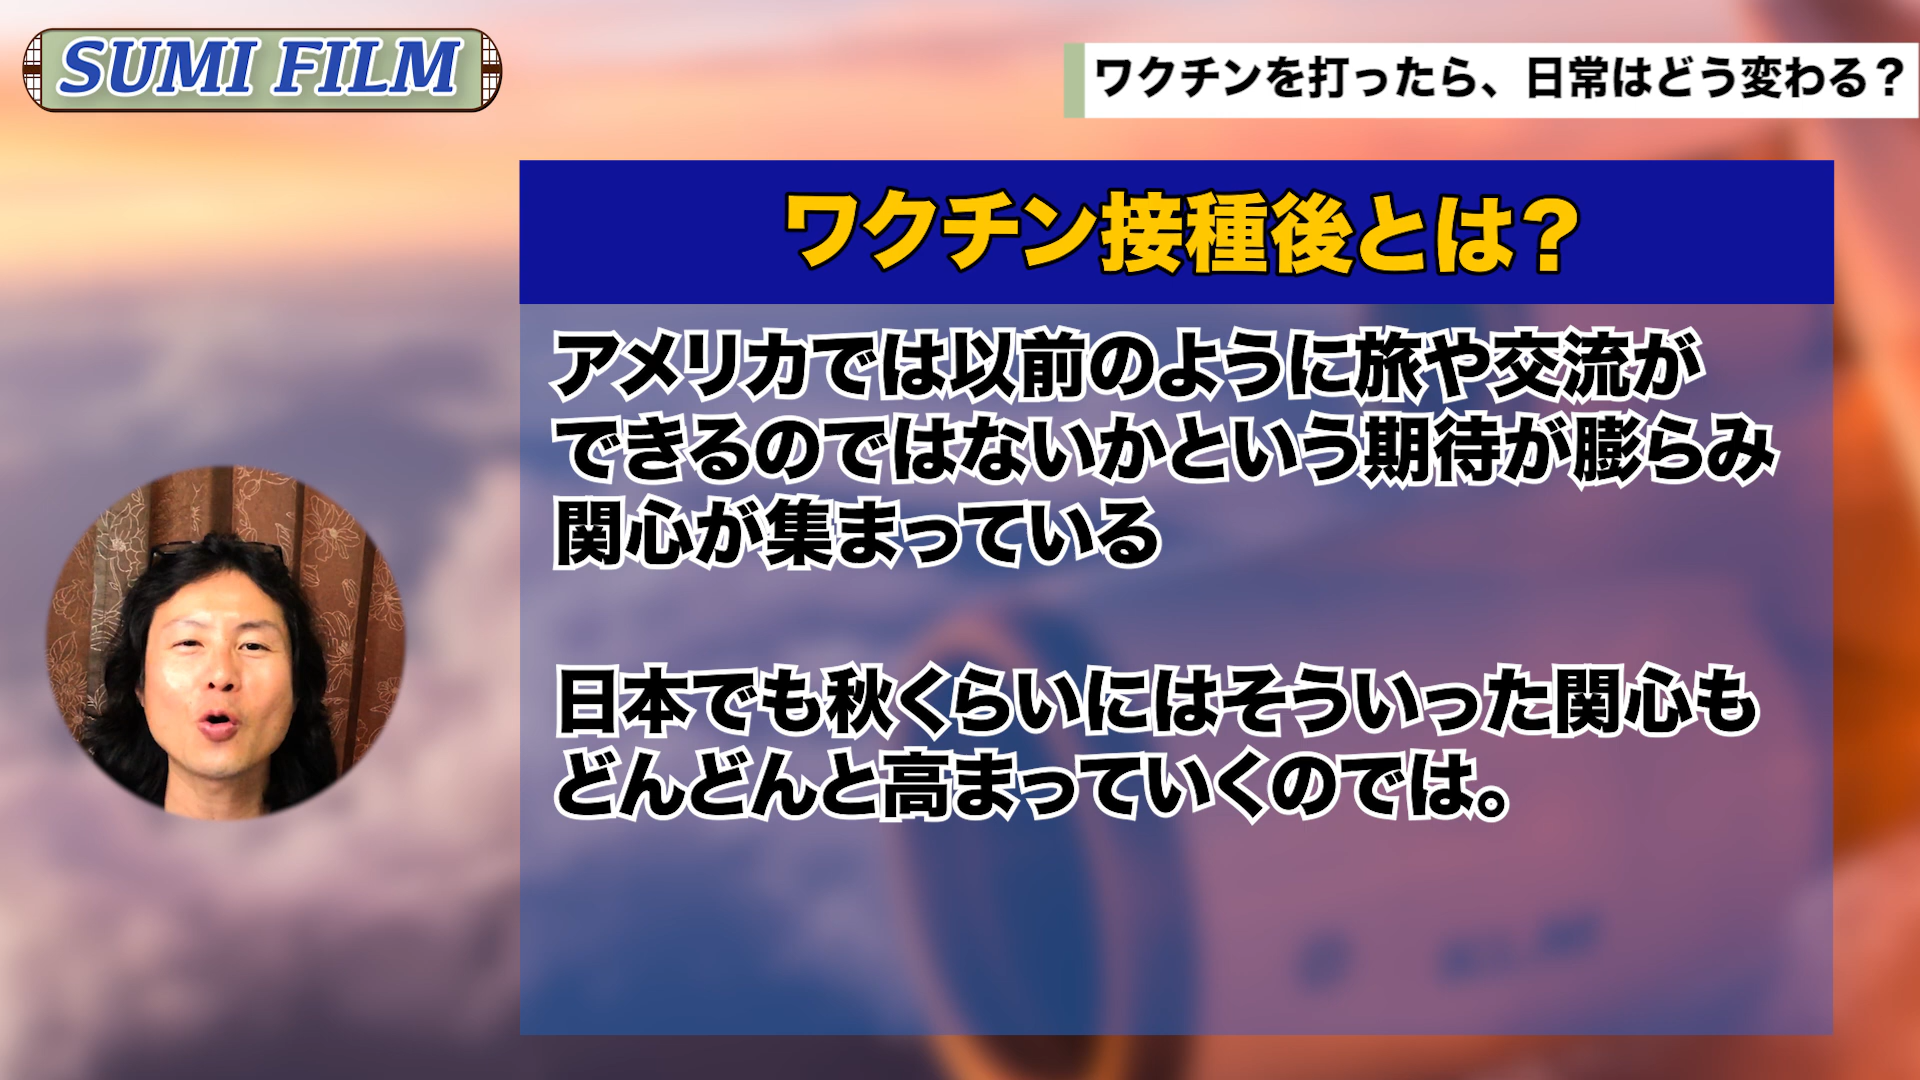 SUMI FILM
ワクチンを打ったら、日常はどう変わる？
ワクチン接種後とは？
アメリカでは以前のように旅や交流が
できるのではないかという期待が膨らみ
関心が集まっている
日本でも秋くらいにはそういった関心も
どんどんと高まっていくのでは。